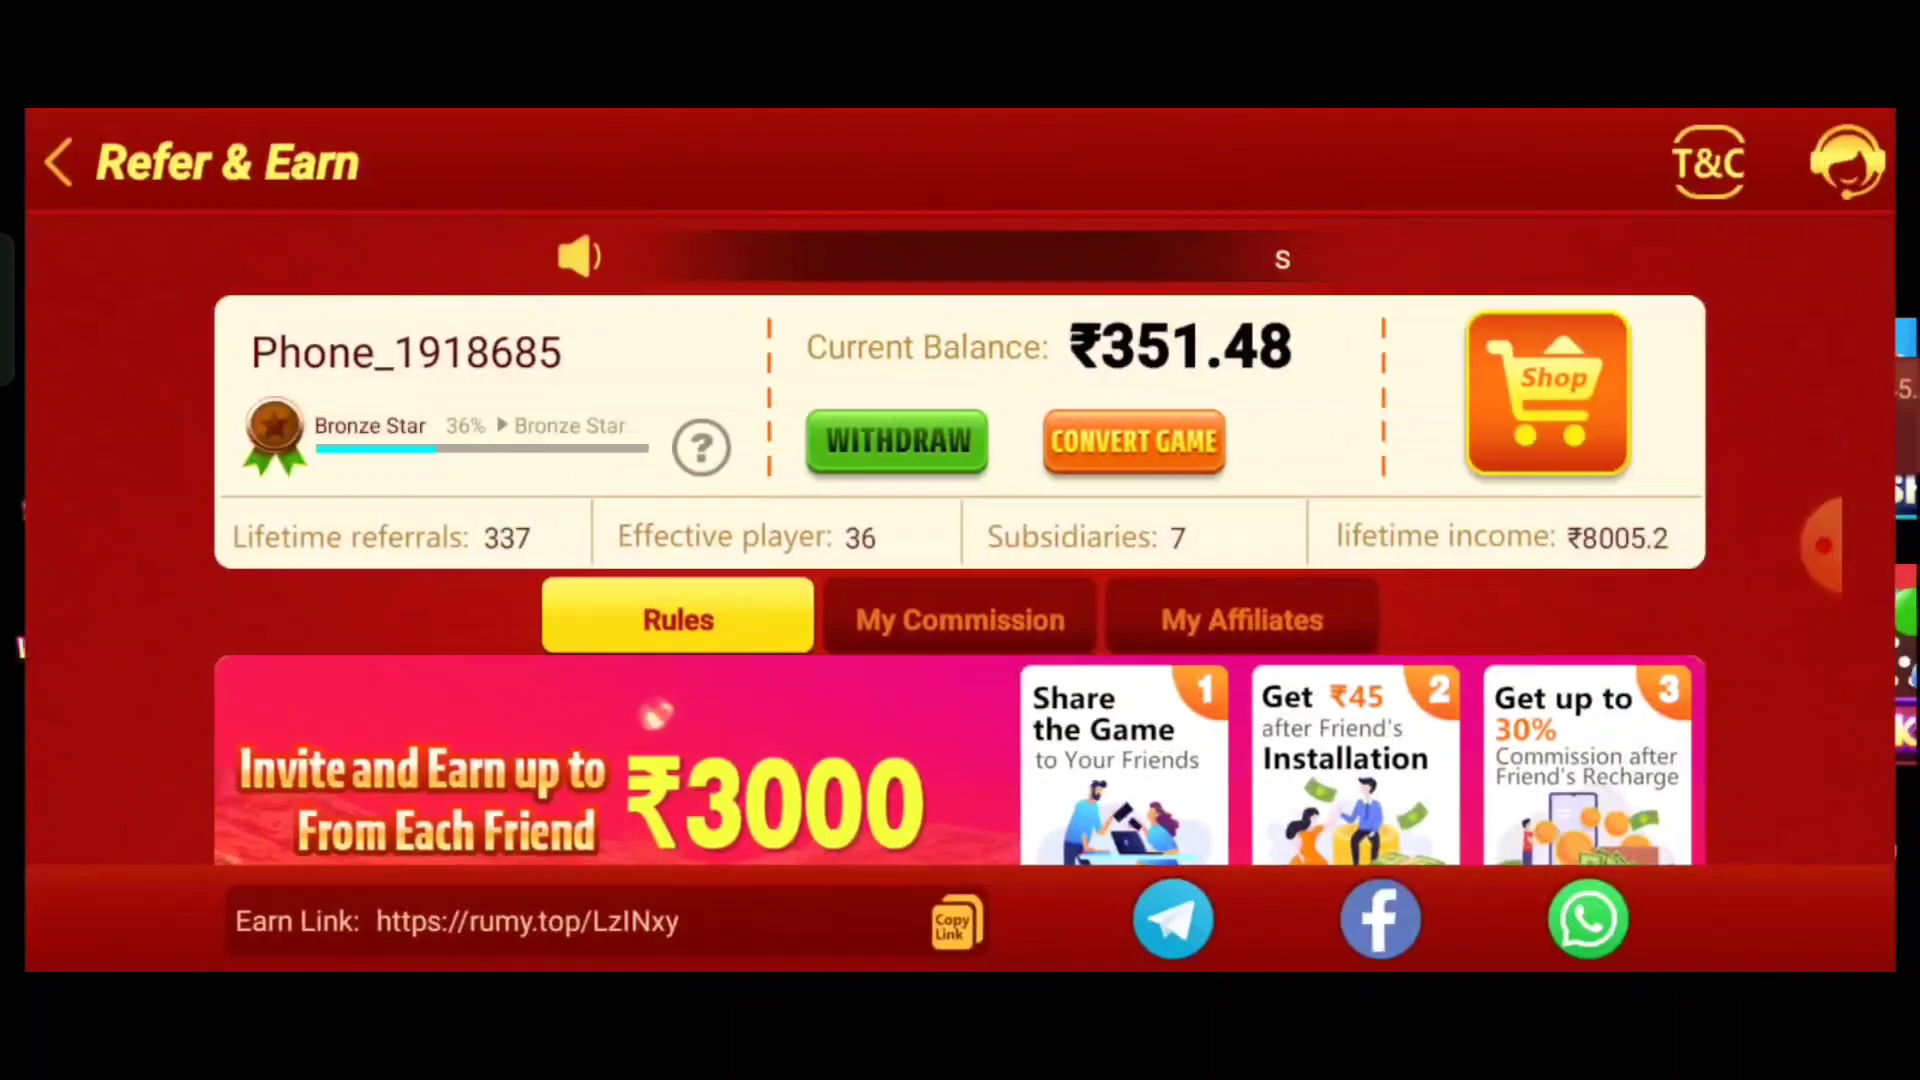 Refer & Earn
T&C
s
Phone_1918685
Bronze Star 36% Bronze Star
?
Current Balance: ₹351.48
WITHDRAW
CONVERT GAME
Shop
Lifetime referrals: 337
Effective player: 36
Subsidiaries: 7
lifetime income: ₹8005.2
Rules
My Commission
My Affiliates
Invite and Earn up to
From Each Friend
₹3000
1
Share
the Game
to Your Friends
2
Get ₹45
after Friend's
Installation
3
Get up to
30%
Commission after
Friend's Recharge
Earn Link: https://rumy.top/LzINxy
Copy
Link